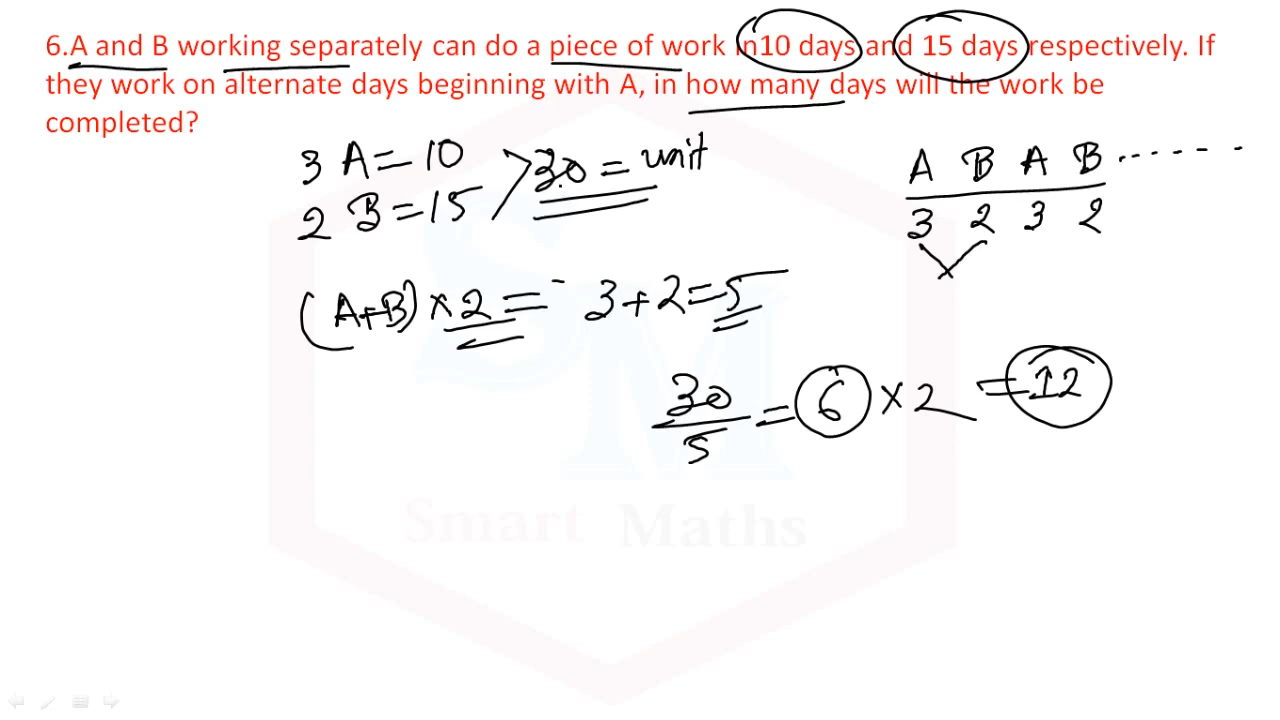 6.A and B working separately can do a piece of work in10 days and 15 days respectively. If
they work on alternate days beginning with A, in how many days will the work be
completed?
3 A=10
2 B=15 >30=unit
A B A B ......
3 2 3 2
(A+B)×2= 3+2=5
30/5=6×2=12
Smart Maths
SM